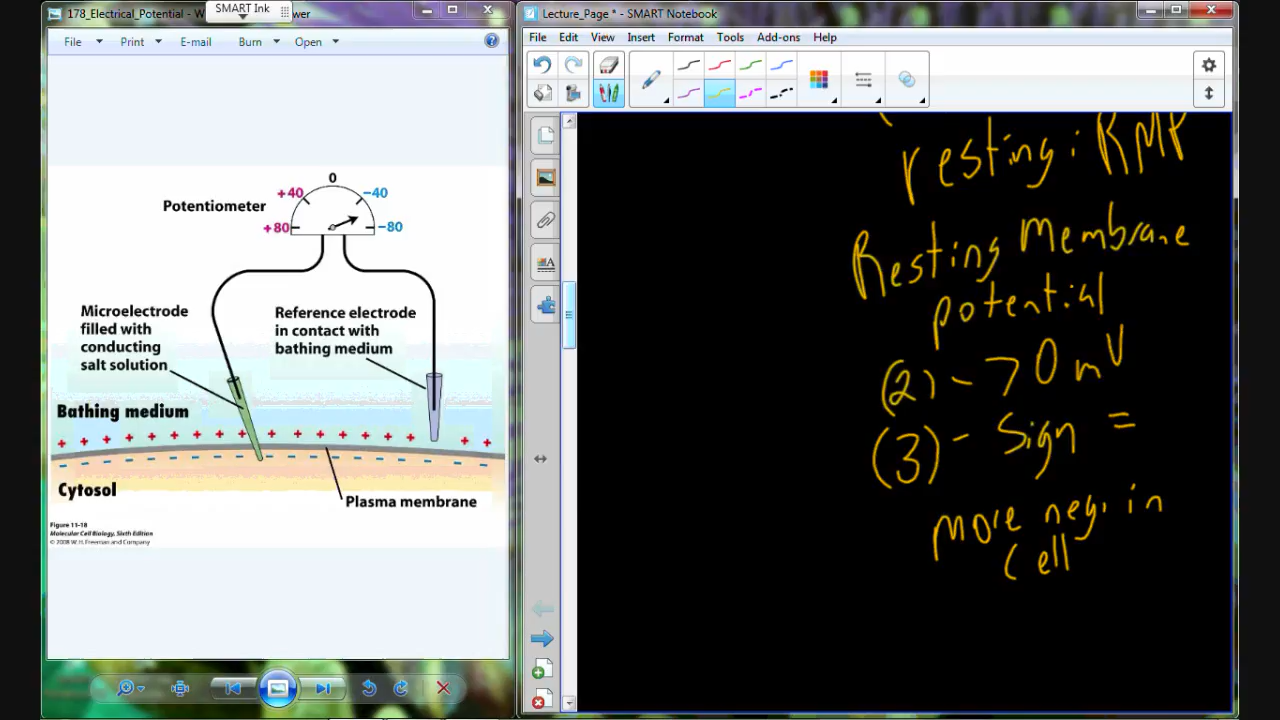 178_Electrical_Potential - W
SMART Ink
wer
File Print E-mail Burn Open
0
+40 -40
Potentiometer
+80 -80
Microelectrode
filled with
conducting
salt solution
Reference electrode
in contact with
bathing medium
Bathing medium
Cytosol
Plasma membrane
Figure 11-18
Molecular Cell Biology, Sixth Edition
© 2008 W. H. Freeman and Company
Lecture_Page * - SMART Notebook
File Edit View Insert Format Tools Add-ons Help
resting: RMP
Resting Membrane
potential
(2) - 70 mV
(3) - Sign =
More neg. in
Cell